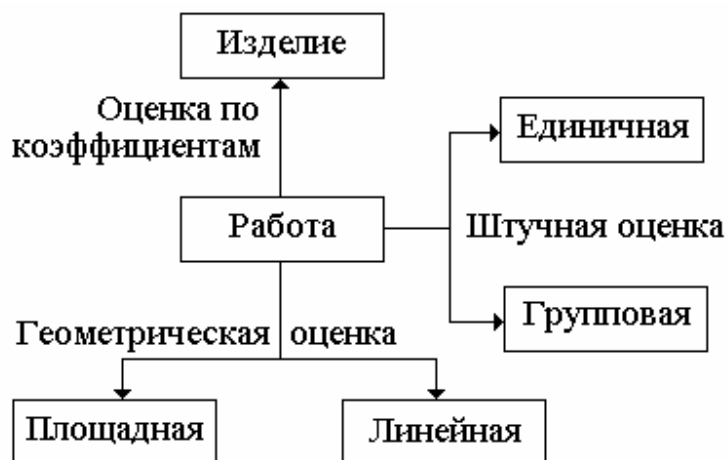 Изделие
Оценка по
коэффициентам
Единичная
Работа
Штучная оценка
Групповая
Геометрическая оценка
Площадная
Линейная